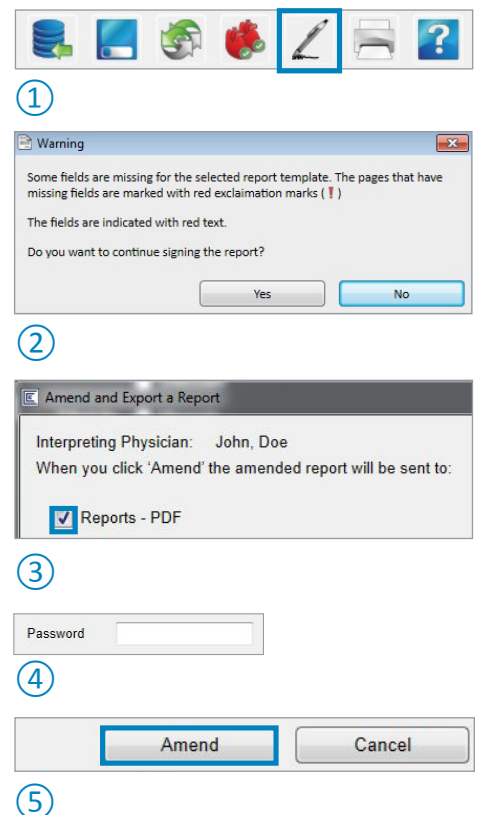 ?
①
Warning
Some fields are missing for the selected report template. The pages that have
missing fields are marked with red exclaimation marks ( ! )
The fields are indicated with red text.
Do you want to continue signing the report?
Yes No
②
Amend and Export a Report
Interpreting Physician: John, Doe
When you click 'Amend' the amended report will be sent to:
Reports - PDF
③
Password
④
Amend Cancel
⑤